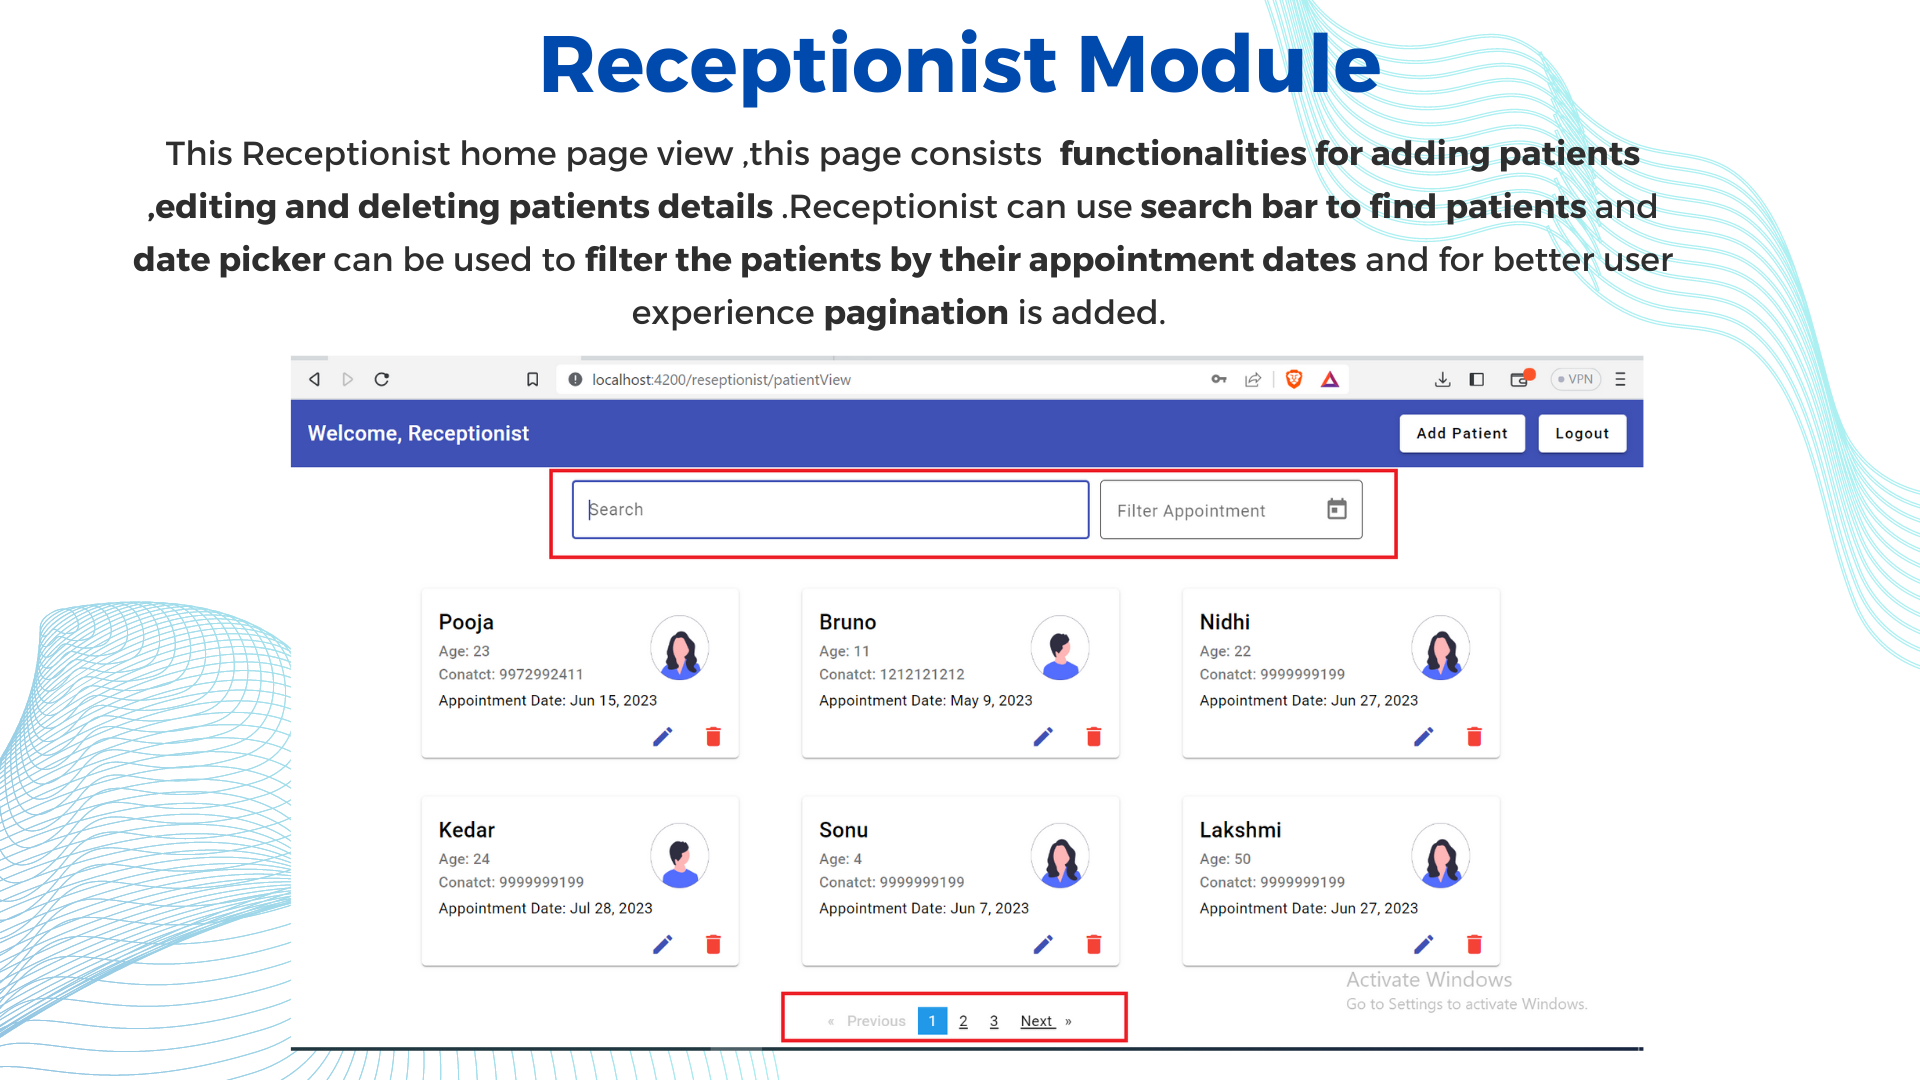 Receptionist Module
This Receptionist home page view ,this page consists functionalities for adding patients
,editing and deleting patients details .Receptionist can use search bar to find patients and
date picker can be used to filter the patients by their appointment dates and for better user
experience pagination is added.
localhost:4200/reseptionist/patientView
VPN
Welcome, Receptionist
Add Patient
Logout
Search
Filter Appointment
Pooja
Age: 23
Conatct: 9972992411
Appointment Date: Jun 15, 2023
Bruno
Age: 11
Conatct: 1212121212
Appointment Date: May 9, 2023
Nidhi
Age: 22
Conatct: 9999999199
Appointment Date: Jun 27, 2023
Kedar
Age: 24
Conatct: 9999999199
Appointment Date: Jul 28, 2023
Sonu
Age: 4
Conatct: 9999999199
Appointment Date: Jun 7, 2023
Lakshmi
Age: 50
Conatct: 9999999199
Appointment Date: Jun 27, 2023
Activate Windows
Go to Settings to activate Windows.
« Previous 1 2 3 Next »